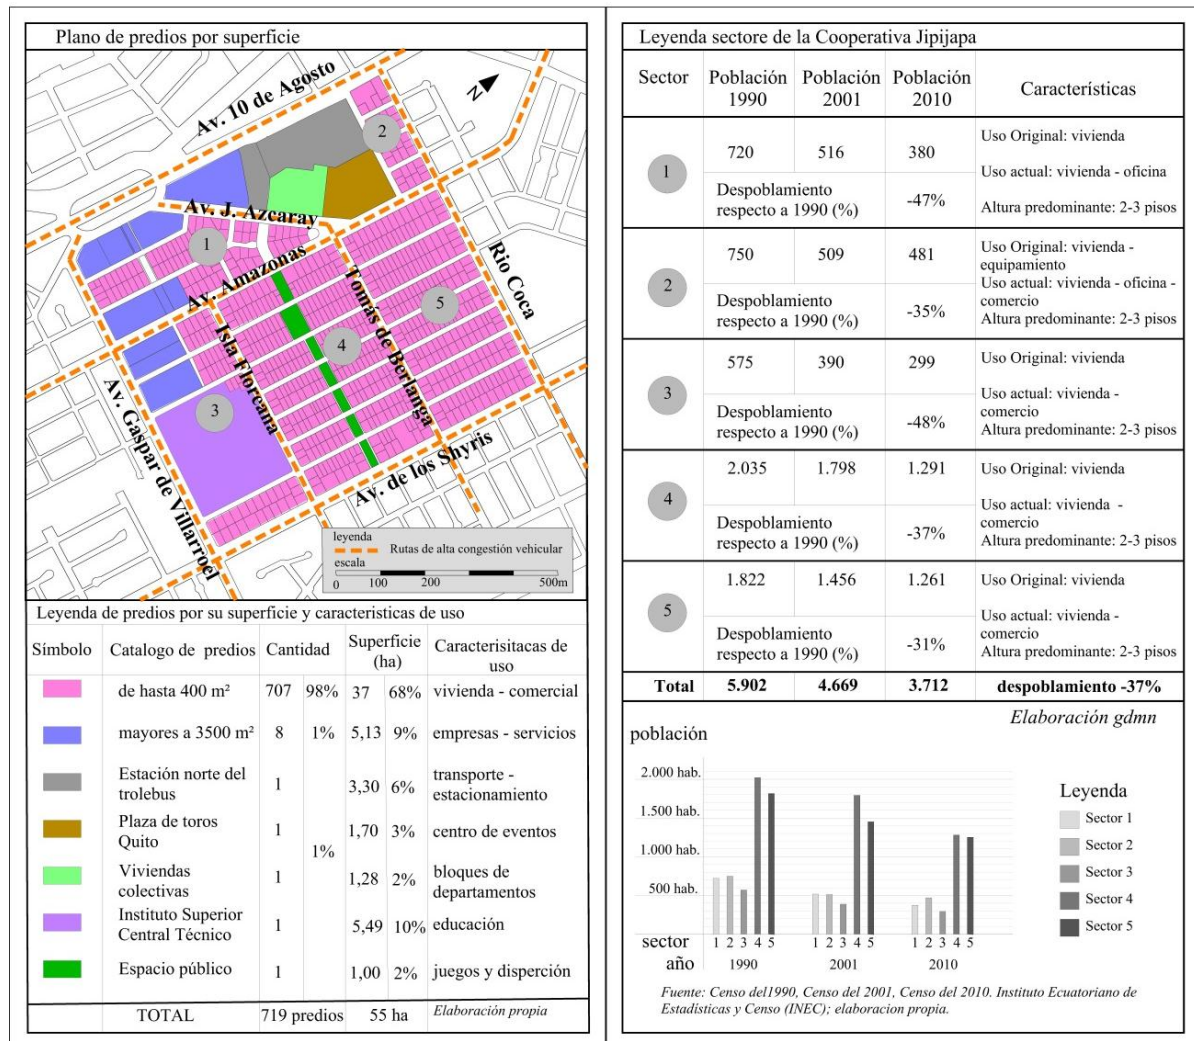 Plano de predios por superficie
Av. 10 de Agosto
N
2
Av. J. Azcaray
1
Av. Amazonas
Rio Coca
Tomás de Berlanga
5
4
Isla Floreana
3
Av. Gaspar de Villarroel
Av. de los Shyris
leyenda
Rutas de alta congestión vehicular
escala
0 100 200 500m
Leyenda de predios por su superficie y caracteristicas de uso
Símbolo Catalogo de predios Cantidad Superficie (ha) Caracterisitacas de uso
de hasta 400 m² 707 98% 37 68% vivienda - comercial
mayores a 3500 m² 8 1% 5,13 9% empresas - servicios
Estación norte del trolebus 1 3,30 6% transporte - estacionamiento
Plaza de toros Quito 1 1,70 3% centro de eventos
1%
Viviendas colectivas 1 1,28 2% bloques de departamentos
Instituto Superior Central Técnico 1 5,49 10% educación
Espacio público 1 1,00 2% juegos y disperción
TOTAL 719 predios 55 ha Elaboración propia
Leyenda sectore de la Cooperativa Jipijapa
Sector Población 1990 Población 2001 Población 2010 Características
1 720 516 380
Despoblamiento respecto a 1990 (%) -47%
Uso Original: vivienda
Uso actual: vivienda - oficina
Altura predominante: 2-3 pisos
2 750 509 481
Despoblamiento respecto a 1990 (%) -35%
Uso Original: vivienda -
equipamiento
Uso actual: vivienda - oficina -
comercio
Altura predominante: 2-3 pisos
3 575 390 299
Despoblamiento respecto a 1990 (%) -48%
Uso Original: vivienda
Uso actual: vivienda -
comercio
Altura predominante: 2-3 pisos
4 2.035 1.798 1.291
Despoblamiento respecto a 1990 (%) -37%
Uso Original: vivienda
Uso actual: vivienda -
comercio
Altura predominante: 2-3 pisos
5 1.822 1.456 1.261
Despoblamiento respecto a 1990 (%) -31%
Uso Original: vivienda
Uso actual: vivienda -
comercio
Altura predominante: 2-3 pisos
Total 5.902 4.669 3.712 despoblamiento -37%
Elaboración gdmn
población
2.000 hab.
1.500 hab.
1.000 hab.
500 hab.
sector 1 2 3 4 5 1 2 3 4 5 1 2 3 4 5
año 1990 2001 2010
Leyenda
Sector 1
Sector 2
Sector 3
Sector 4
Sector 5
Fuente: Censo del1990, Censo del 2001, Censo del 2010. Instituto Ecuatoriano de
Estadísticas y Censo (INEC); elaboracion propia.